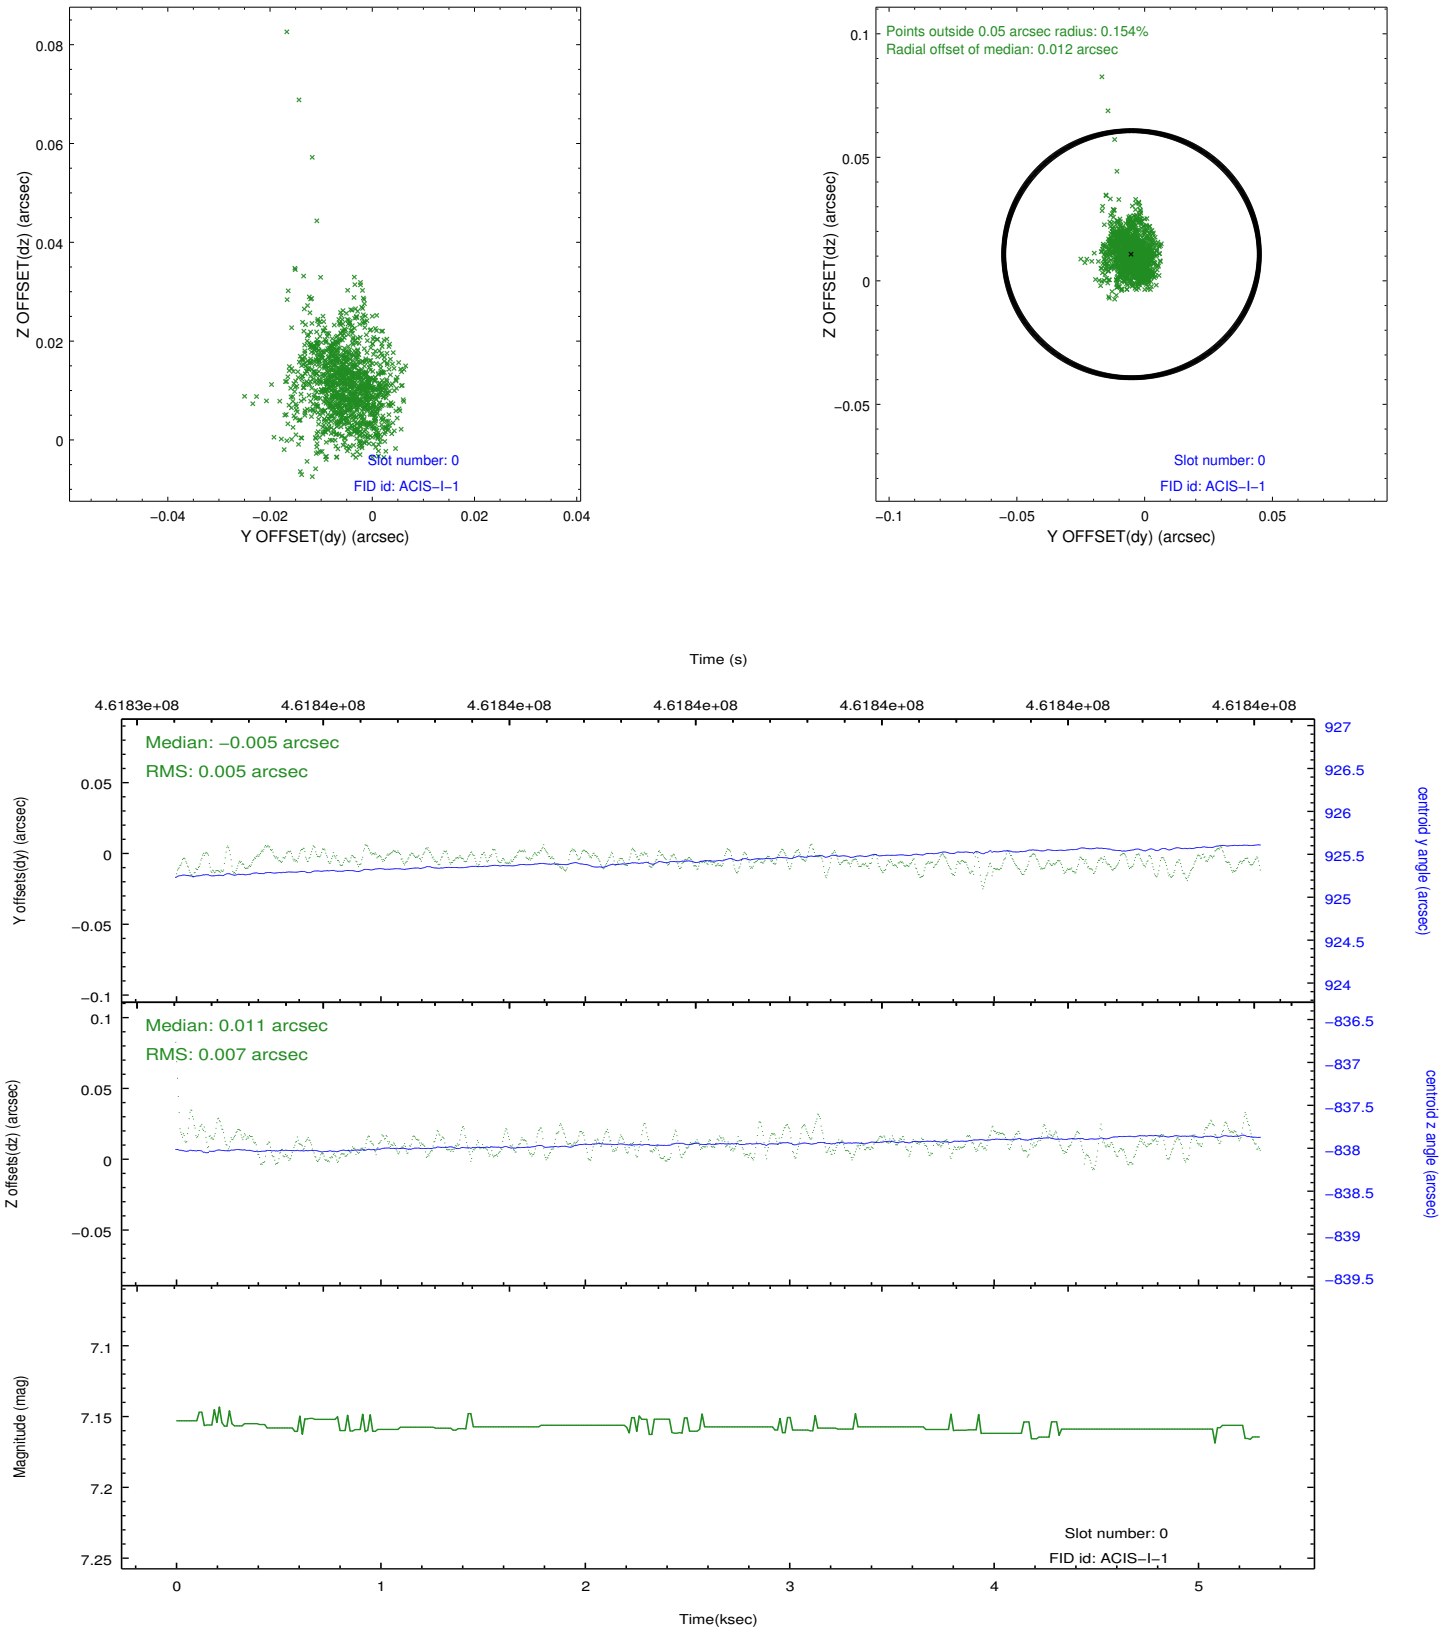 0.08
0.06
0.04
0.02
0
Z OFFSET(dz) (arcsec)
Slot number: 0
FID id: ACIS−I−1
−0.04
−0.02
0
0.02
0.04
Y OFFSET(dy) (arcsec)
Points outside 0.05 arcsec radius: 0.154%
Radial offset of median: 0.012 arcsec
0.1
0.05
0
−0.05
Z OFFSET(dz) (arcsec)
Slot number: 0
FID id: ACIS−I−1
−0.1
−0.05
0
0.05
Y OFFSET(dy) (arcsec)
Time (s)
4.6183e+08
4.6184e+08
4.6184e+08
4.6184e+08
4.6184e+08
4.6184e+08
4.6184e+08
Median: −0.005 arcsec
RMS: 0.005 arcsec
0.05
0
−0.05
−0.1
Y offsets(dy) (arcsec)
927
926.5
926
925.5
925
924.5
924
centroid y angle (arcsec)
Median: 0.011 arcsec
RMS: 0.007 arcsec
0.1
0.05
0
−0.05
Z offsets(dz) (arcsec)
−836.5
−837
−837.5
−838
−838.5
−839
−839.5
centroid z angle (arcsec)
7.1
7.15
7.2
7.25
Magnitude (mag)
Slot number: 0
FID id: ACIS−I−1
0
1
2
3
4
5
Time(ksec)